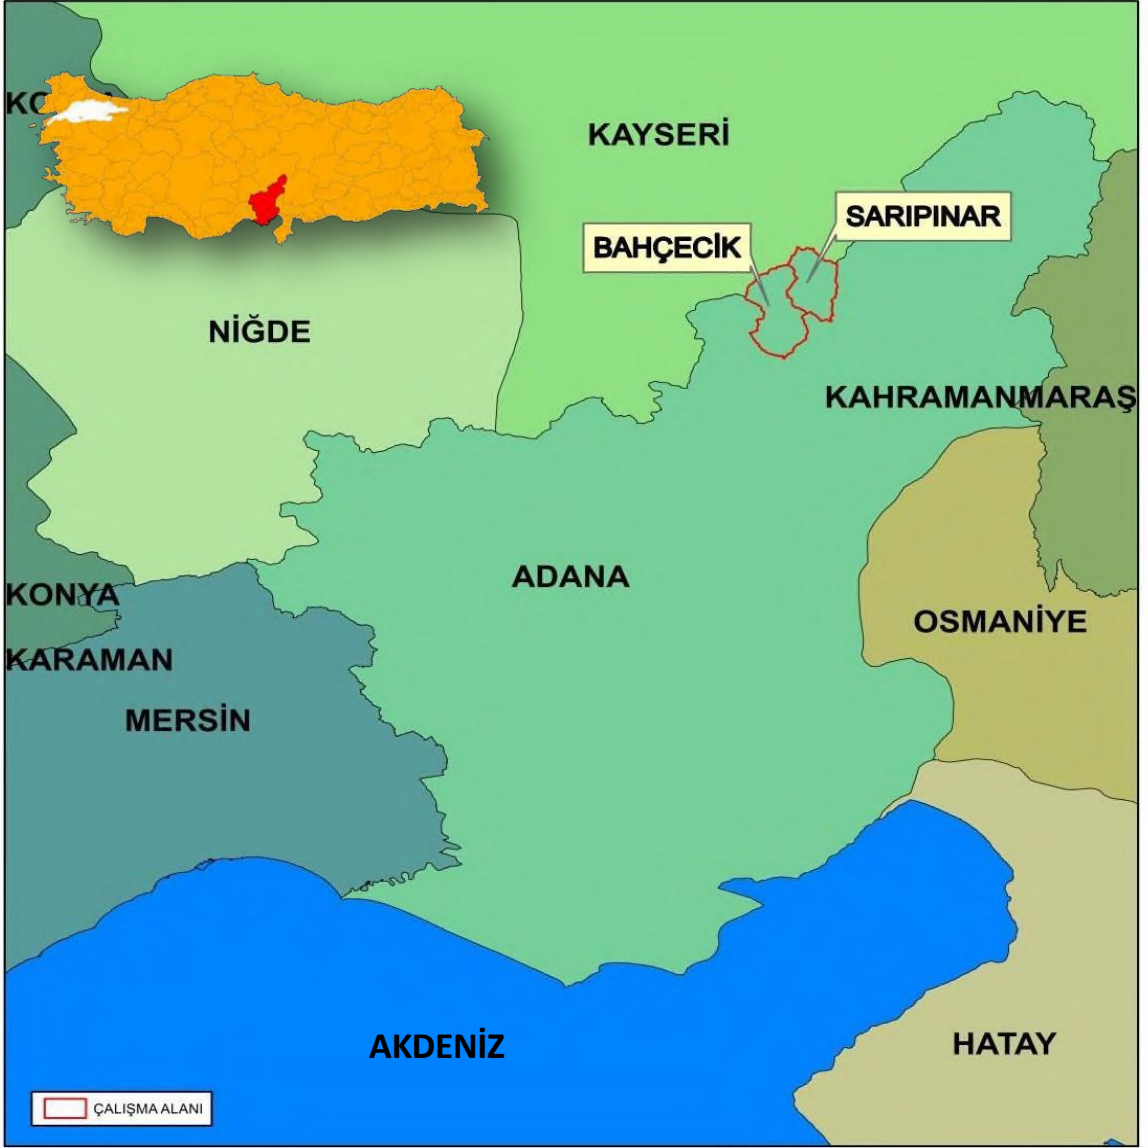 KAYSERİ
SARIPINAR
BAHÇECİK
NİĞDE
KAHRAMANMARAŞ
ADANA
KONYA
OSMANİYE
KARAMAN
MERSİN
AKDENİZ
HATAY
ÇALIŞMA ALANI